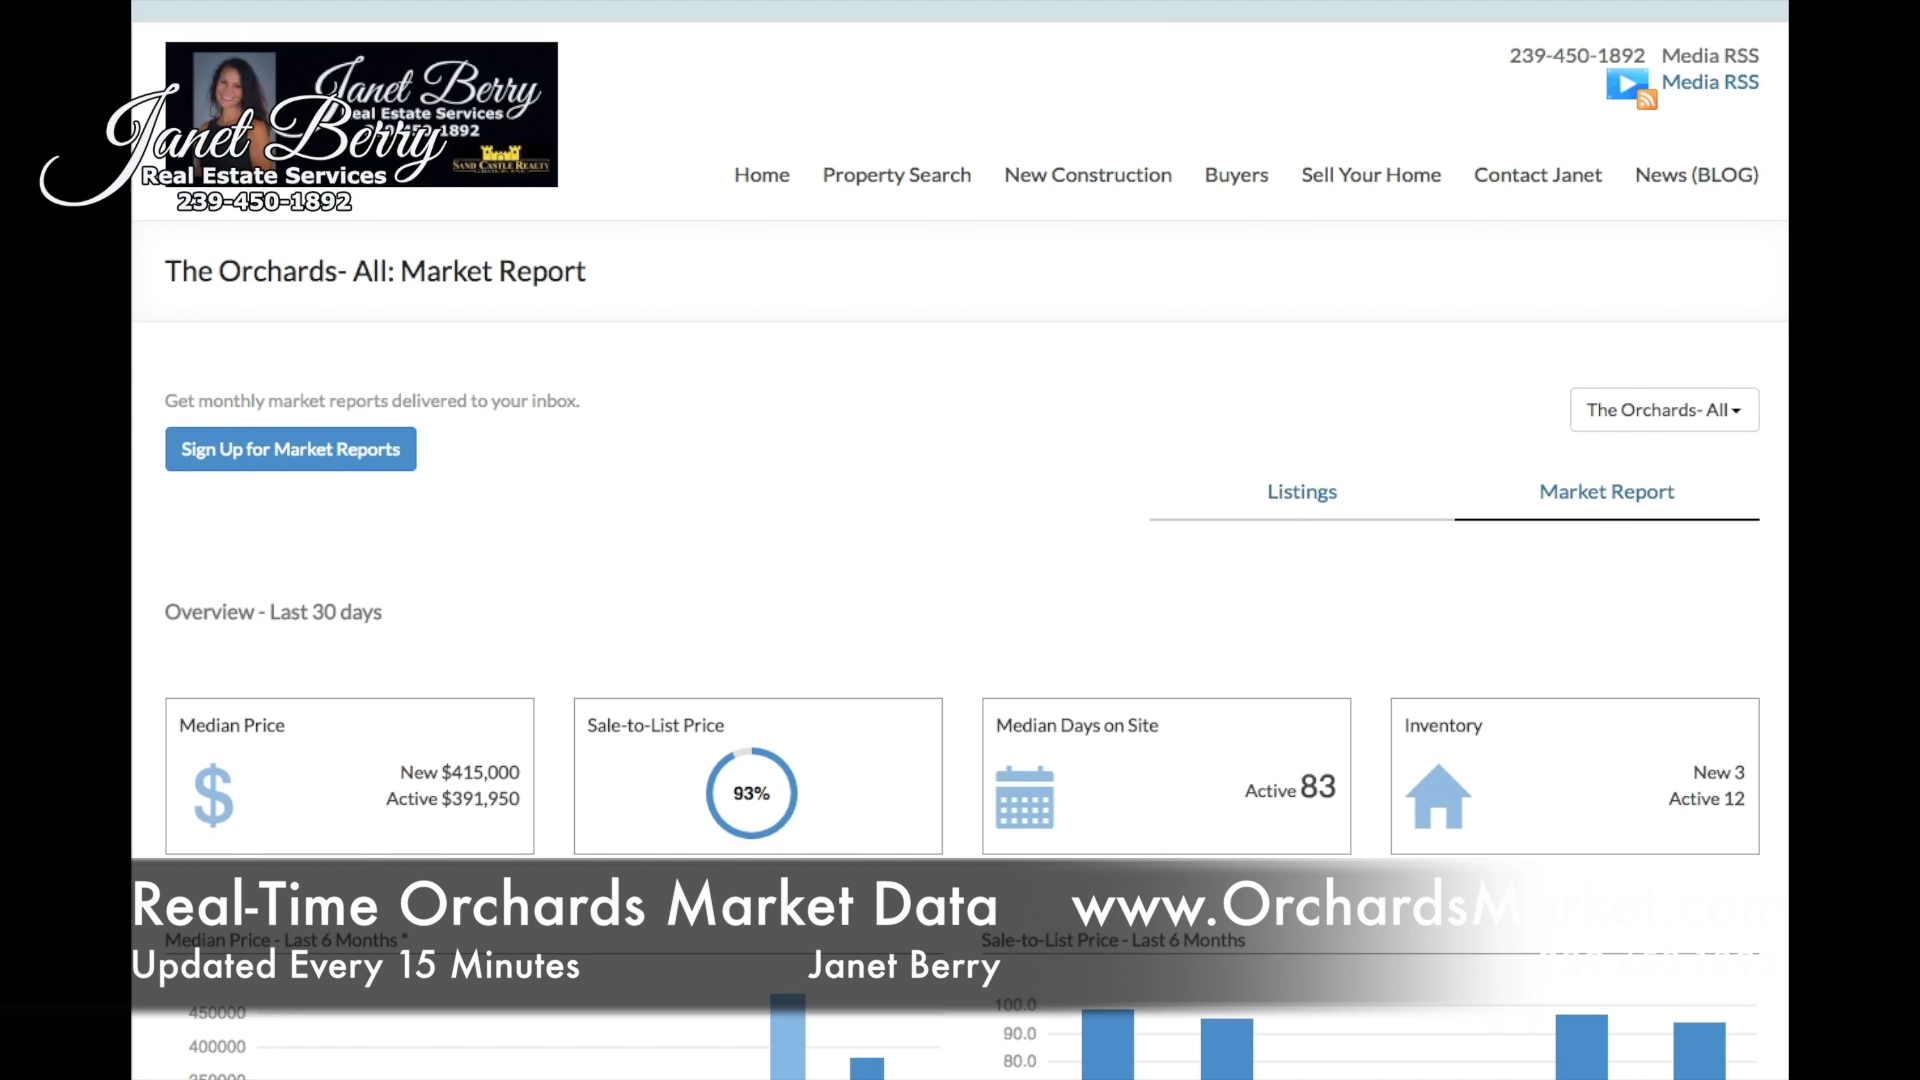 239-450-1892 Media RSS
Media RSS
Janet Berry
Real Estate Services
SAND CASTLE REALTY
Janet Berry
Real Estate Services
239-450-1892
Home Property Search New Construction Buyers Sell Your Home Contact Janet News (BLOG)
The Orchards- All: Market Report
Get monthly market reports delivered to your inbox.
Sign Up for Market Reports
The Orchards- All
Listings Market Report
Overview - Last 30 days
Median Price
New $415,000
Active $391,950
Sale-to-List Price
93%
Median Days on Site
Active 83
Inventory
New 3
Active 12
Real-Time Orchards Market Data www.OrchardsMarket.com
Median Price - Last 6 Months *
Sale-to-List Price - Last 6 Months
Updated Every 15 Minutes Janet Berry
450000
400000
350000
100.0
90.0
80.0